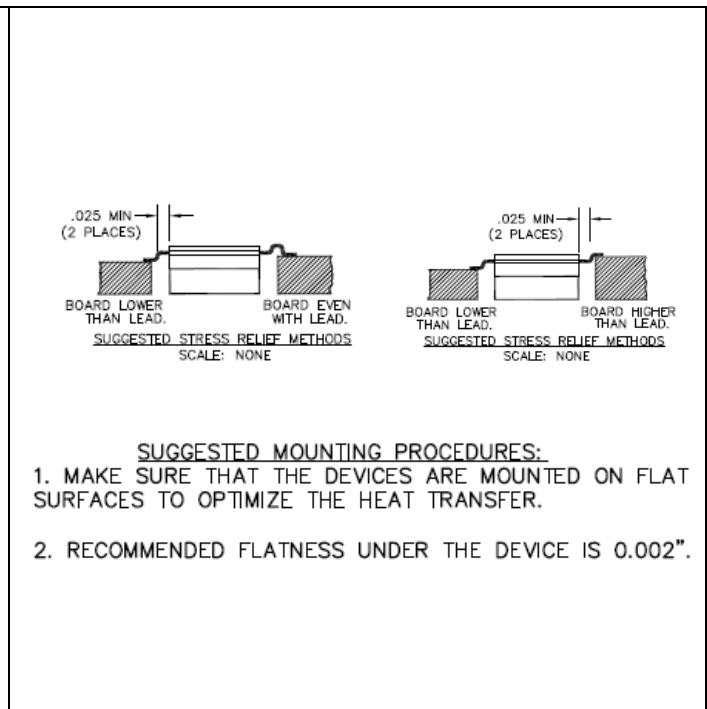 .025 MIN
(2 PLACES)
BOARD LOWER
THAN LEAD.
BOARD EVEN
WITH LEAD.
SUGGESTED STRESS RELIEF METHODS
SCALE: NONE
.025 MIN
(2 PLACES)
BOARD LOWER
THAN LEAD.
BOARD HIGHER
THAN LEAD.
SUGGESTED STRESS RELIEF METHODS
SCALE: NONE
SUGGESTED MOUNTING PROCEDURES:
1. MAKE SURE THAT THE DEVICES ARE MOUNTED ON FLAT
SURFACES TO OPTIMIZE THE HEAT TRANSFER.
2. RECOMMENDED FLATNESS UNDER THE DEVICE IS 0.002".